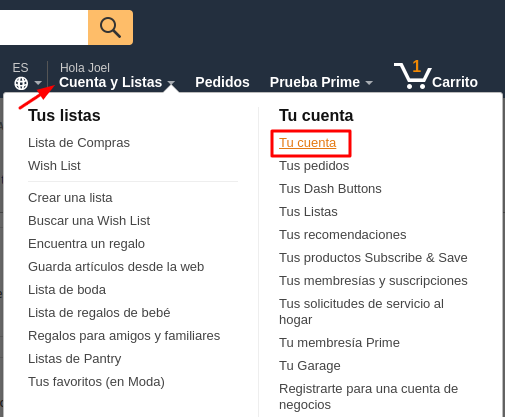 ES
Hola Joel
Cuenta y Listas
Pedidos
Prueba Prime
1
Carrito
Tus listas
Lista de Compras
Wish List
Crear una lista
Buscar una Wish List
Encuentra un regalo
Guarda artículos desde la web
Lista de boda
Lista de regalos de bebé
Regalos para amigos y familiares
Listas de Pantry
Tus favoritos (en Moda)
Tu cuenta
Tu cuenta
Tus pedidos
Tus Dash Buttons
Tus Listas
Tus recomendaciones
Tus productos Subscribe & Save
Tus membresías y suscripciones
Tus solicitudes de servicio al
hogar
Tu membresía Prime
Tu Garage
Registrarte para una cuenta de
negocios